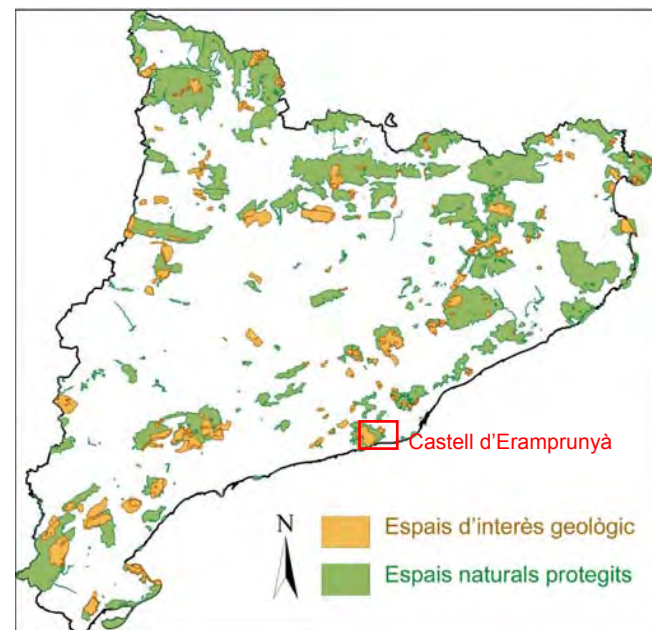 Castell d'Eramprunyà
N
Espais d'interès geològic
Espais naturals protegits